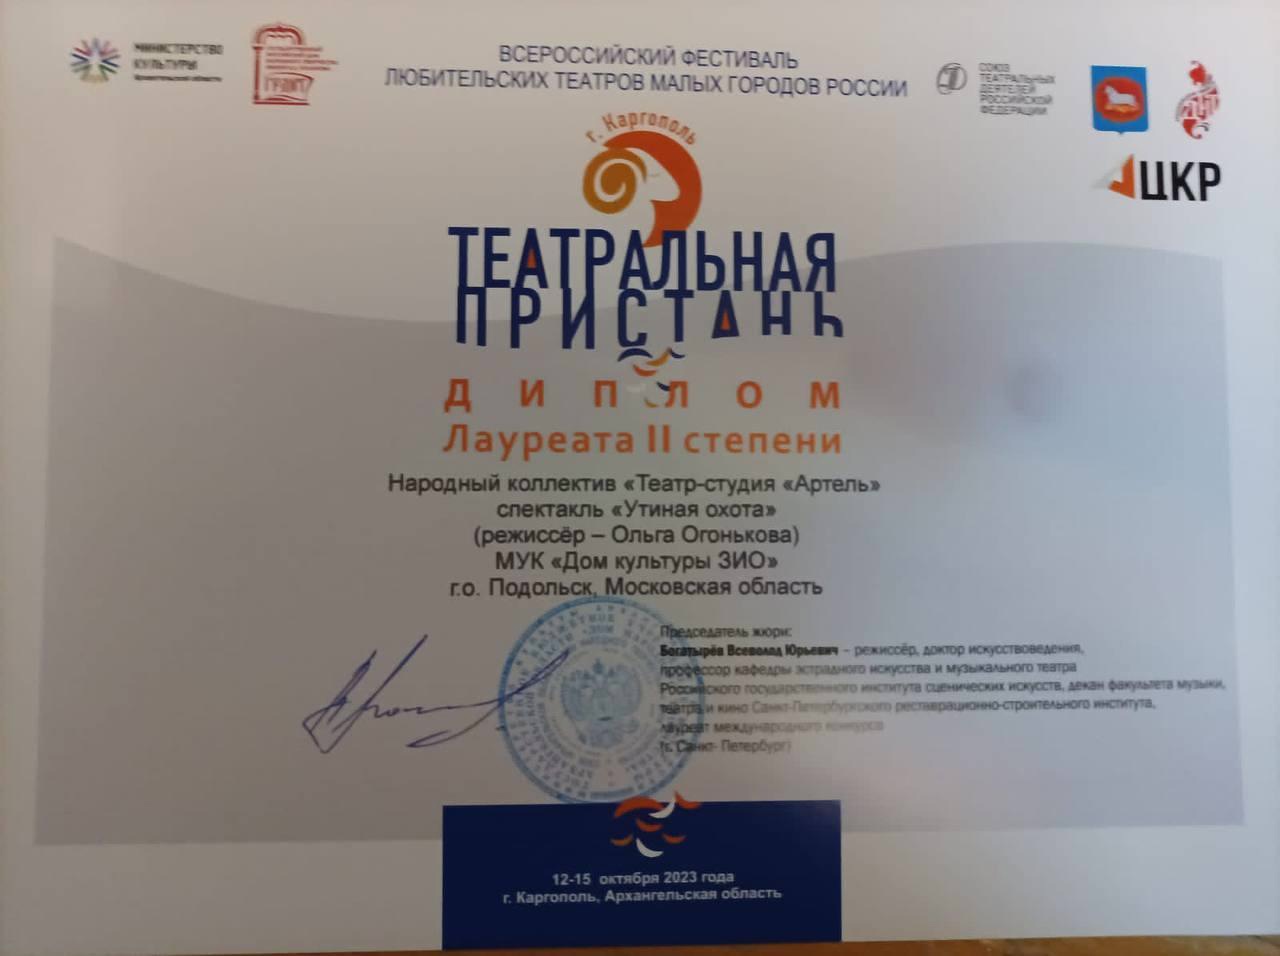 МИНИСТЕРСТВО
КУЛЬТУРЫ
Архангельской области
ВСЕРОССИЙСКИЙ ФЕСТИВАЛЬ
ЛЮБИТЕЛЬСКИХ ТЕАТРОВ МАЛЫХ ГОРОДОВ РОССИИ
СОЮЗ
ТЕАТРАЛЬНЫХ
ДЕЯТЕЛЕЙ
РОССИЙСКОЙ
ФЕДЕРАЦИИ
ЦКР
г. Каргополь
ТЕАТРАЛЬНАЯ
ПРИСТАНЬ
ДИПЛОМ
Лауреата II степени
Народный коллектив «Театр-студия «Артель»
спектакль «Утиная охота»
(режиссёр – Ольга Огонькова)
МУК «Дом культуры ЗИО»
г.о. Подольск, Московская область
Председатель жюри:
Богатырёв Всеволод Юрьевич – режиссёр, доктор искусствоведения,
профессор кафедры эстрадного искусства и музыкального театра
Российского государственного института сценических искусств, декан факультета музыки,
театра и кино Санкт-Петербургского реставрационно-строительного института,
лауреат международного конкурса
(г. Санкт- Петербург)
12-15 октября 2023 года
г. Каргополь, Архангельская область